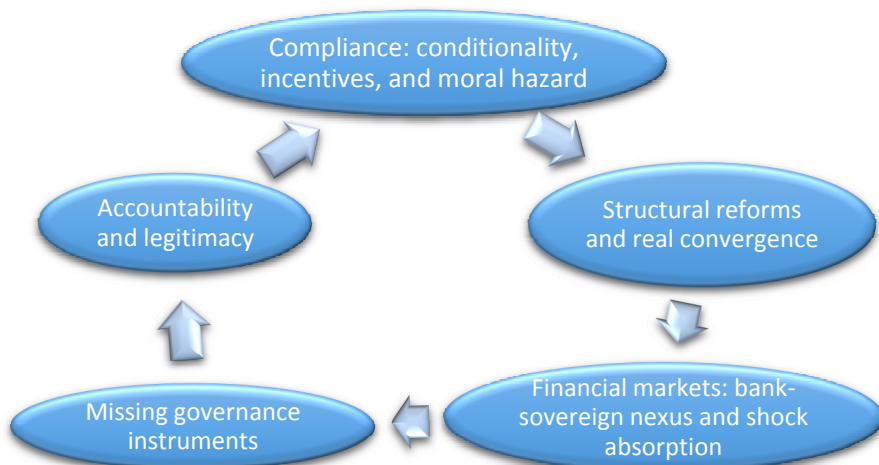 Compliance: conditionality,
incentives, and moral hazard
Accountability
and legitimacy
Structural reforms
and real convergence
Missing governance
instruments
Financial markets: bank-
sovereign nexus and shock
absorption